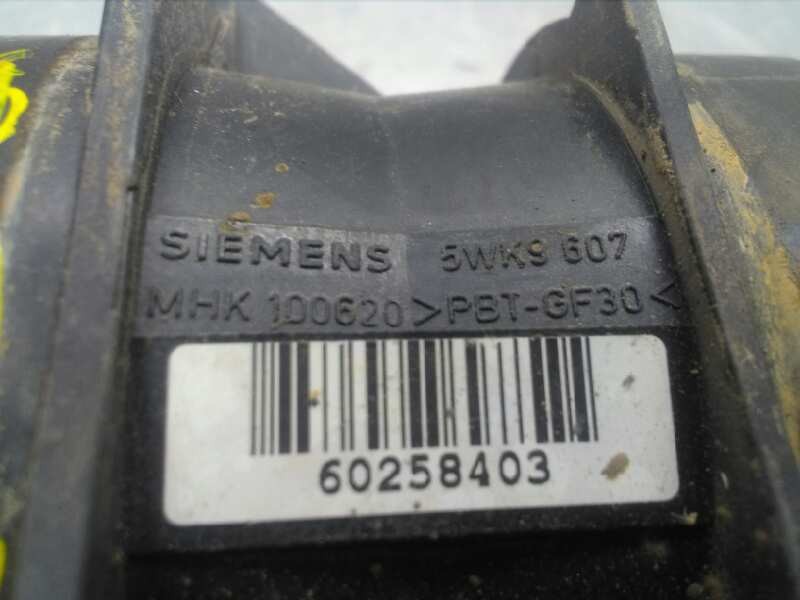 SIEMENS 5WK9 607
MHK 100620 >PBT-GF30<
60258403